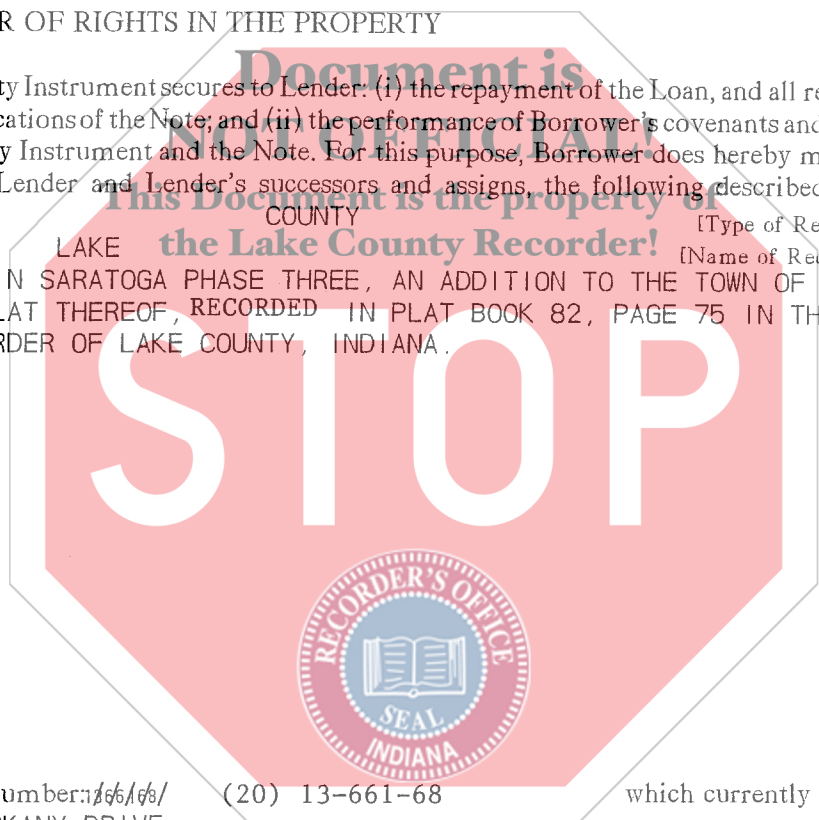 R OF RIGHTS IN THE PROPERTY
Document is
ty Instrument secures to Lender: (i) the repayment of the Loan, and all re
cations of the Note; and (ii) the performance of Borrower's covenants and
NOT OFFICIAL!
y Instrument and the Note. For this purpose, Borrower does hereby m
Lender and Lender's successors and assigns, the following described
This Document is the property of
COUNTY [Type of Re
LAKE [Name of Rec
the Lake County Recorder!
N SARATOGA PHASE THREE, AN ADDITION TO THE TOWN OF
LAT THEREOF, RECORDED IN PLAT BOOK 82, PAGE 75 IN TH
RDER OF LAKE COUNTY, INDIANA.
STOP
RECORDER'S OFFICE
SEAL
INDIANA
umber: (20) 13-661-68 which currently
DRIVE